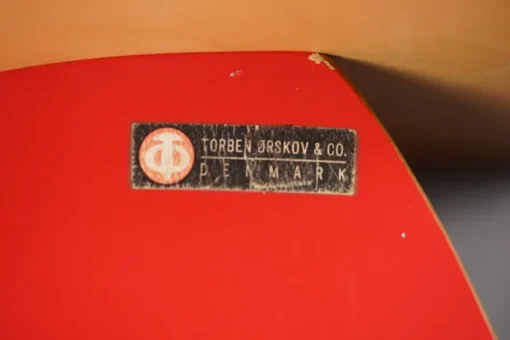 TORBEN ØRSKOV & CO.
DENMARK